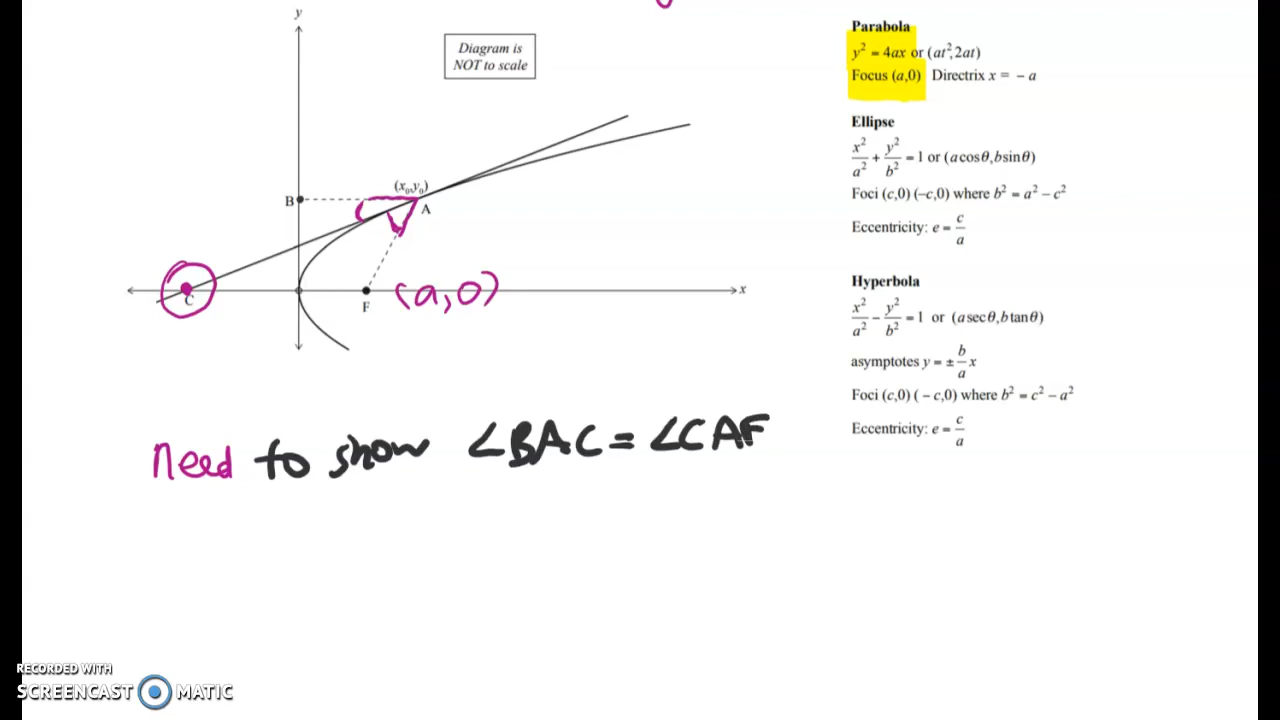 y
Diagram is
NOT to scale
(x₀,y₀)
B
A
C
F
(a,0)
x
need to show ∠BAC = ∠CAF
Parabola
y² = 4ax or (at²,2at)
Focus (a,0) Directrix x = − a
Ellipse
x²/a² + y²/b² = 1 or (a cosθ, b sinθ)
Foci (c,0) (−c,0) where b² = a² − c²
Eccentricity: e = c/a
Hyperbola
x²/a² − y²/b² = 1 or (a secθ, b tanθ)
asymptotes y = ± b/a x
Foci (c,0) ( − c,0) where b² = c² − a²
Eccentricity: e = c/a
RECORDED WITH
SCREENCAST MATIC